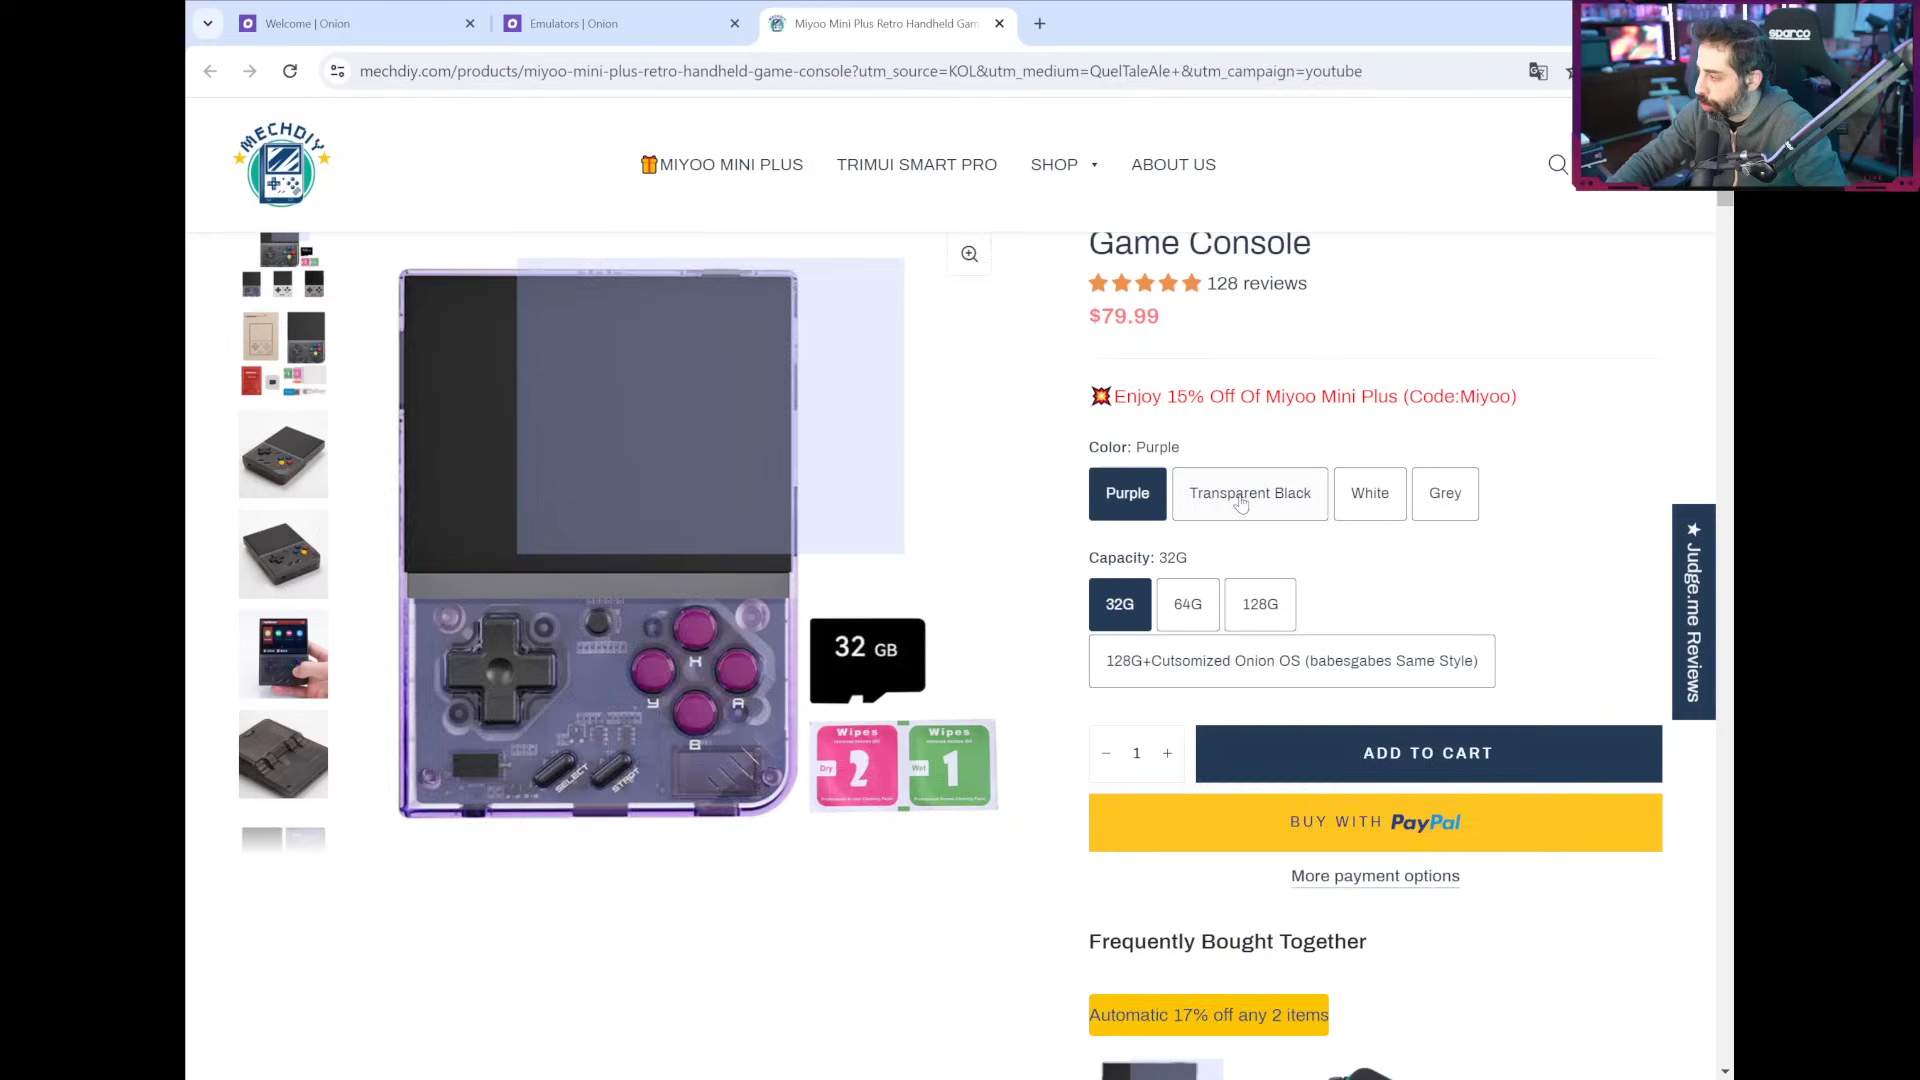 Welcome | Onion
Emulators | Onion
Miyoo Mini Plus Retro Handheld Gam
mechdiy.com/products/miyoo-mini-plus-retro-handheld-game-console?utm_source=KOL&utm_medium=QuelTaleAle+&utm_campaign=youtube
sparco
LIVE
MECHDIY
MIYOO MINI PLUS
TRIMUI SMART PRO
SHOP
ABOUT US
Game Console
128 reviews
$79.99
Enjoy 15% Off Of Miyoo Mini Plus (Code:Miyoo)
Color: Purple
Purple
Transparent Black
White
Grey
Capacity: 32G
32G
64G
128G
128G+Cutsomized Onion OS (babesgabes Same Style)
1
ADD TO CART
BUY WITH PayPal
More payment options
Frequently Bought Together
Automatic 17% off any 2 items
★ Judge.me Reviews
X
Y
A
B
SELECT
START
32 GB
Wipes
Dry
2
Wipes
Wet
1